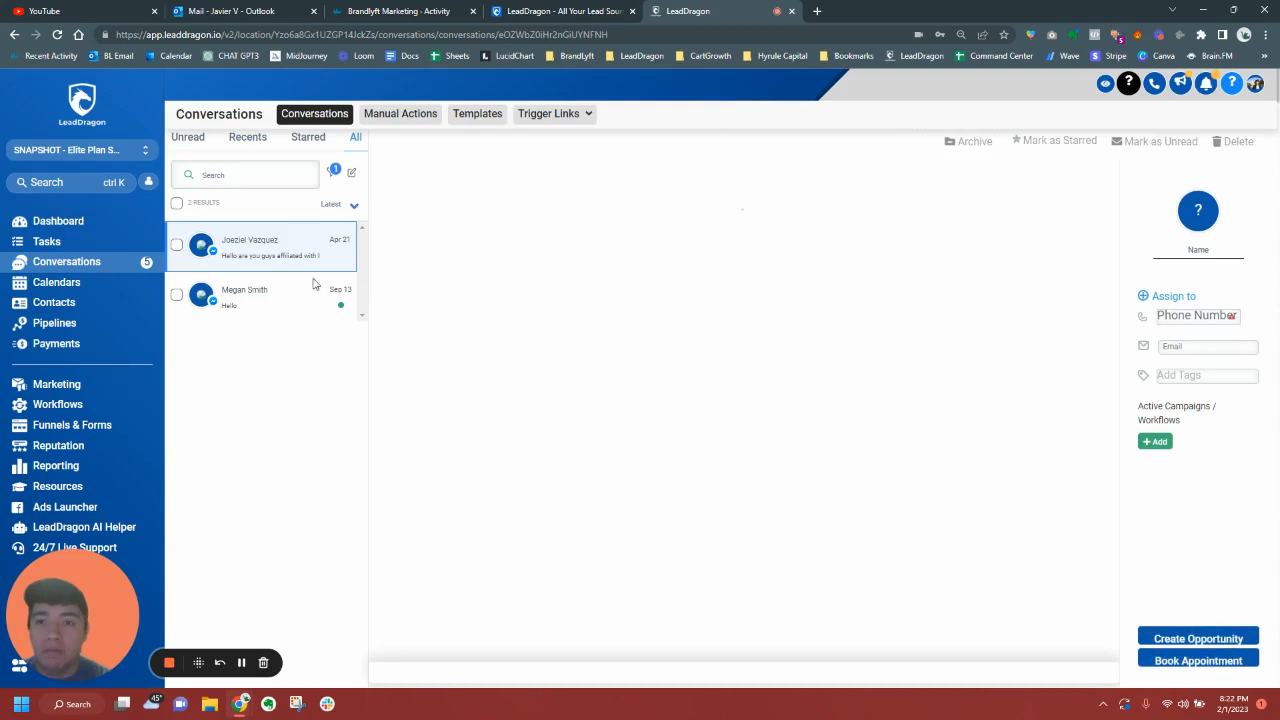 YouTube
Mail - Javier V - Outlook
Brandlyft Marketing - Activity
LeadDragon - All Your Lead Sour
LeadDragon
https://app.leaddragon.io/v2/location/Yzo6a8Gx1UZGP14JckZs/conversations/conversations/eOZWbZ0iHr2nGiUYNFNH
Recent Activity
BL Email
Calendar
CHAT GPT3
MidJourney
Loom
Docs
Sheets
LucidChart
BrandLyft
LeadDragon
CartGrowth
Hyrule Capital
Bookmarks
LeadDragon
Command Center
Wave
Stripe
Canva
Brain.FM
LeadDragon
SNAPSHOT - Elite Plan S...
Search
ctrl K
Dashboard
Tasks
Conversations
5
Calendars
Contacts
Pipelines
Payments
Marketing
Workflows
Funnels & Forms
Reputation
Reporting
Resources
Ads Launcher
LeadDragon AI Helper
24/7 Live Support
Conversations
Conversations
Manual Actions
Templates
Trigger Links
Unread
Recents
Starred
All
Search
1
2 RESULTS
Latest
Joeziel Vazquez
Apr 21
Hello are you guys affiliated with I
Megan Smith
Sep 13
Hello
Archive
Mark as Starred
Mark as Unread
Delete
?
Name
Assign to
Phone Number
Email
Add Tags
Active Campaigns /
Workflows
+ Add
Create Opportunity
Book Appointment
Search
45°
8:22 PM
2/1/2023
1